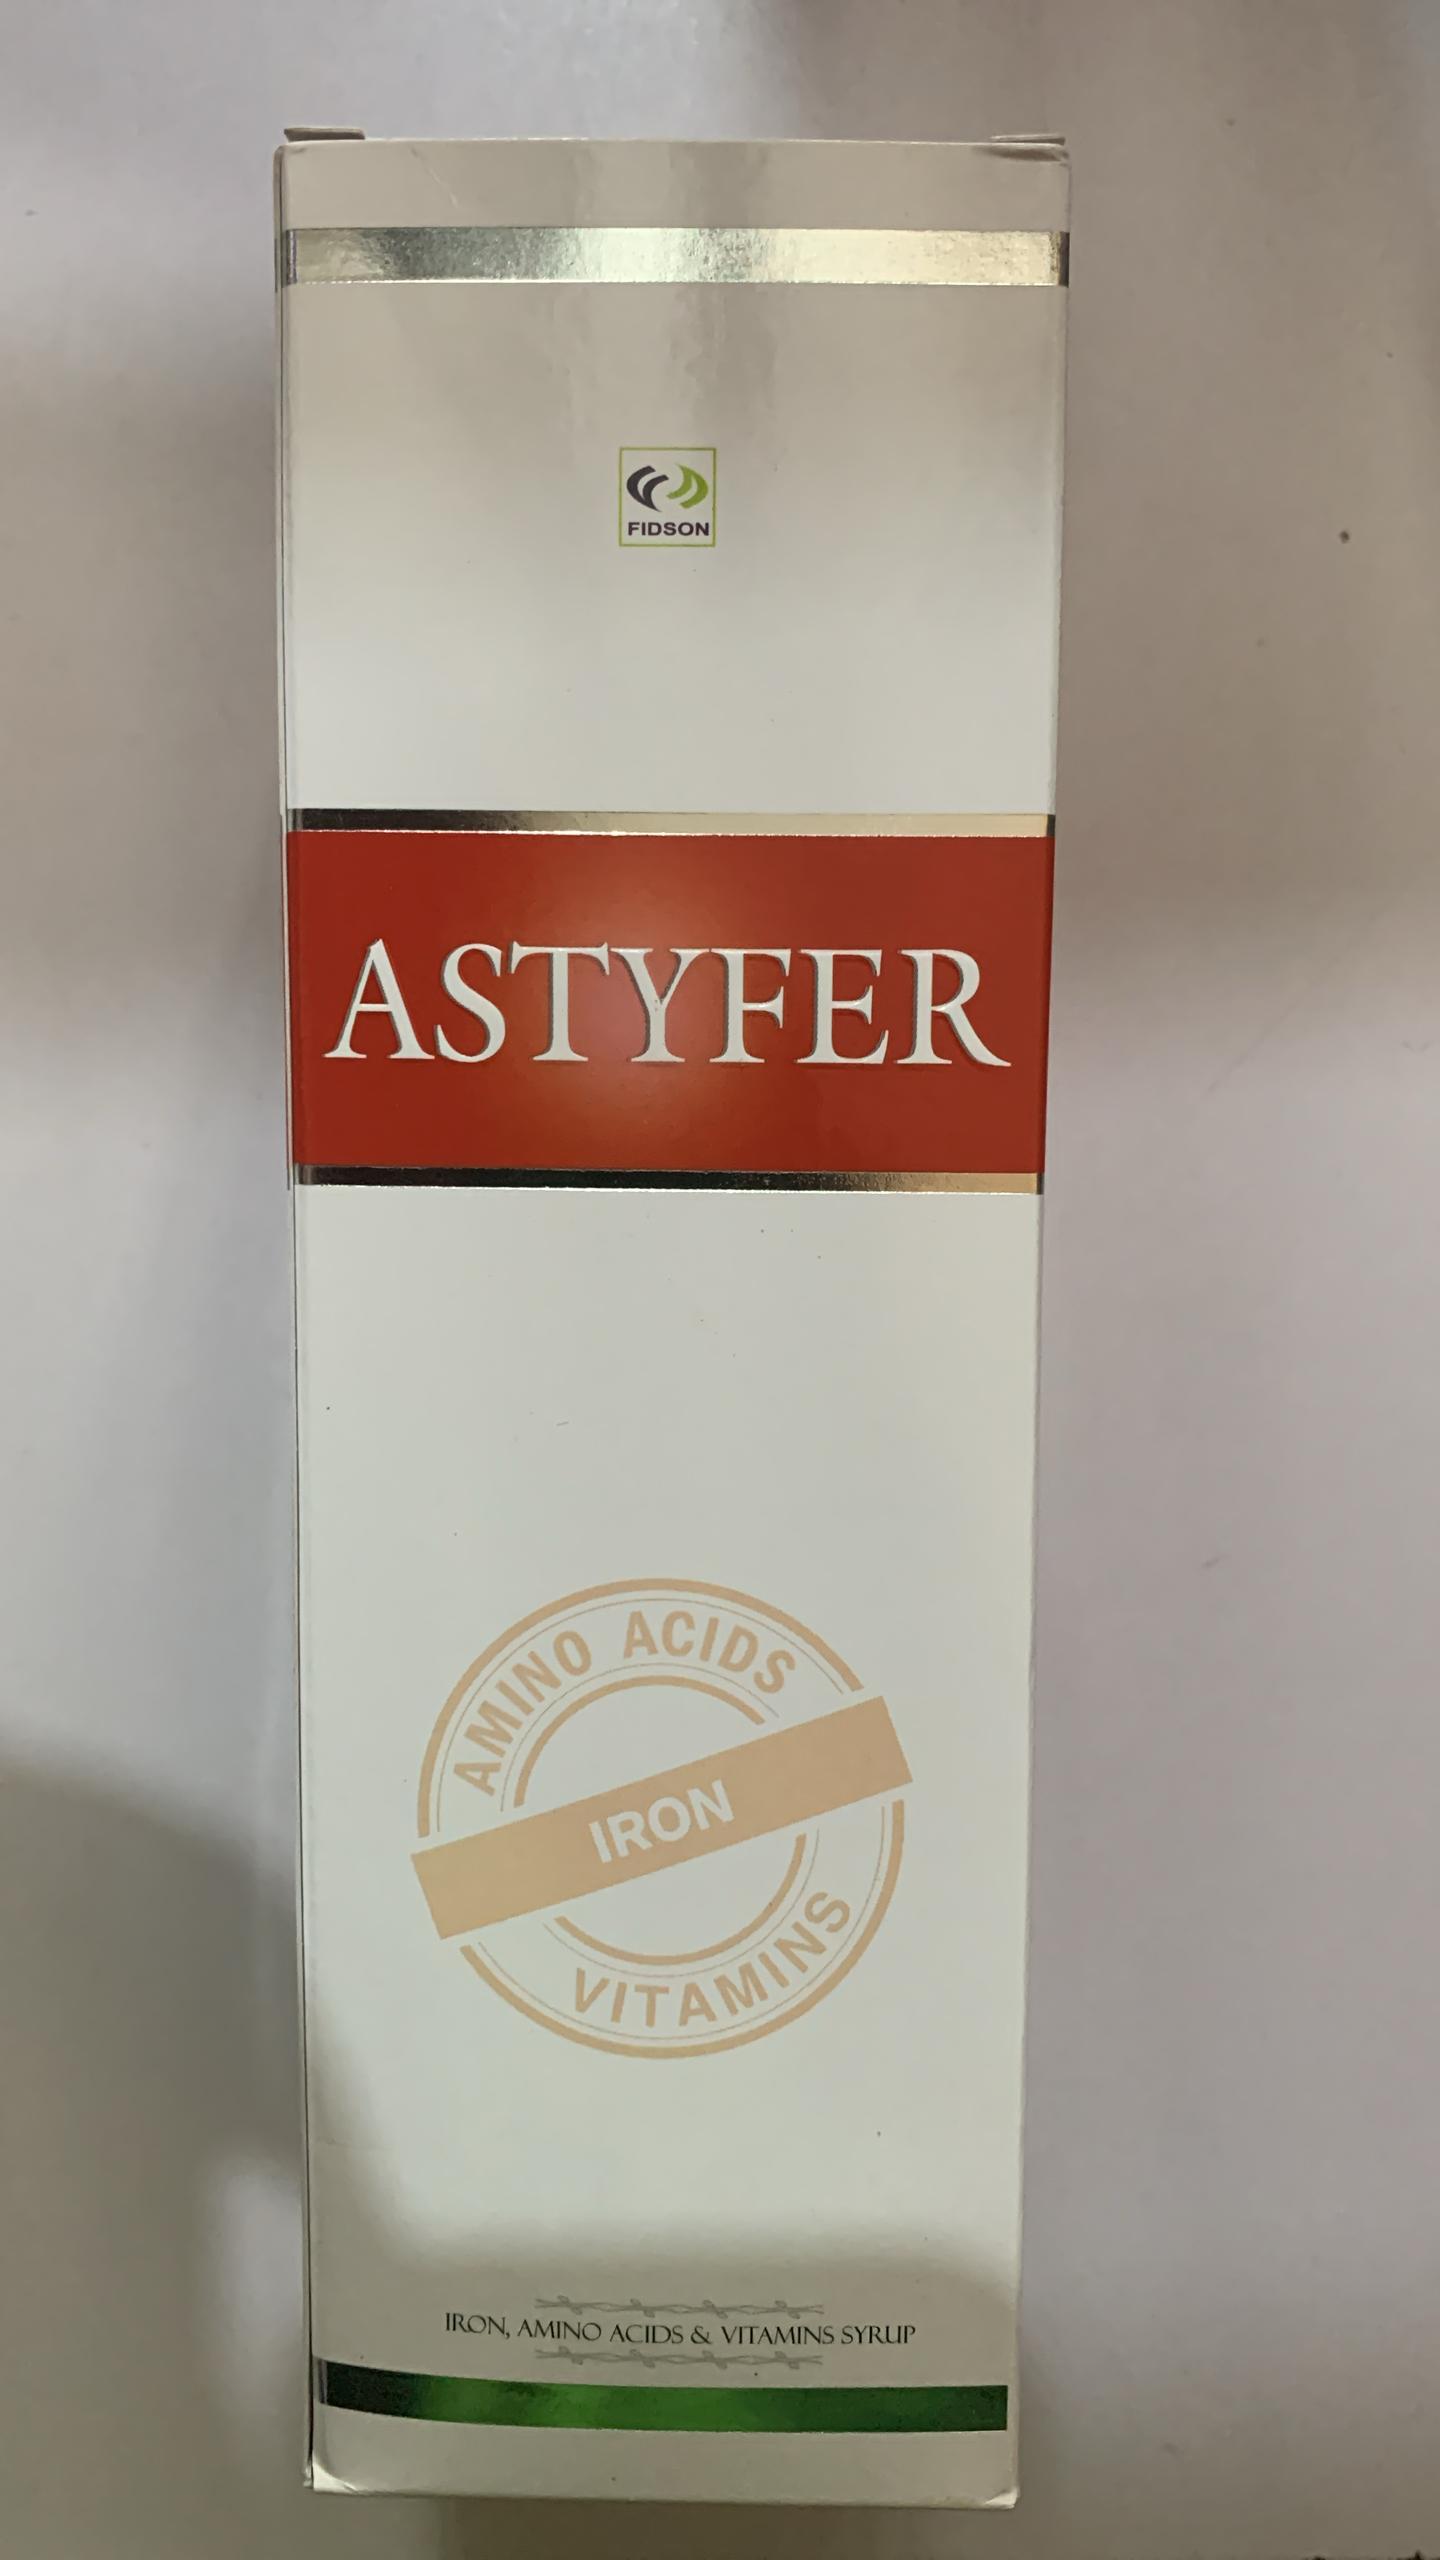 FIDSON
ASTYFER
AMINO ACIDS
IRON
VITAMINS
IRON, AMINO ACIDS & VITAMINS SYRUP